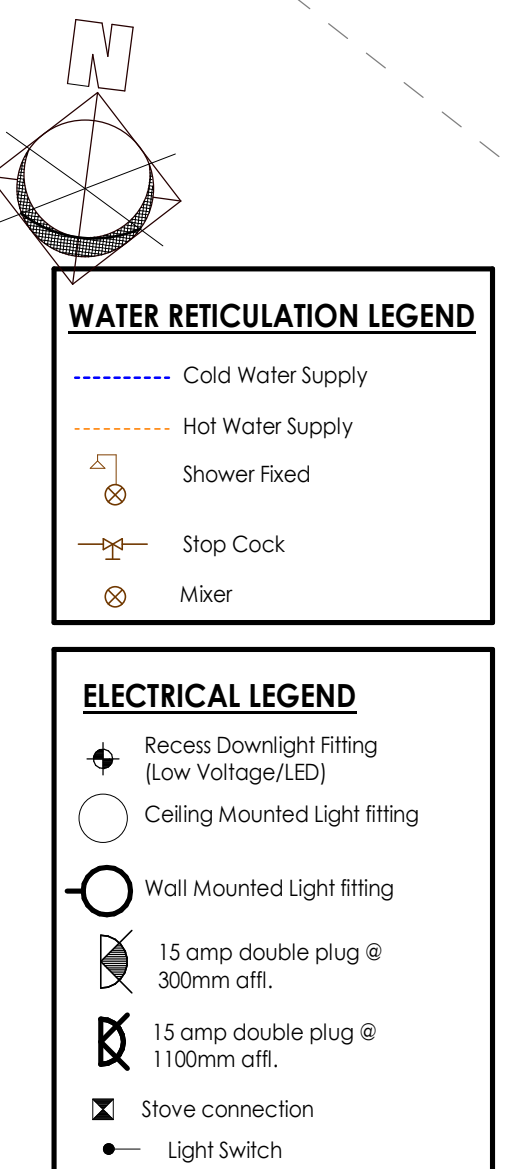 N
WATER RETICULATION LEGEND
Cold Water Supply
Hot Water Supply
Shower Fixed
Stop Cock
Mixer
ELECTRICAL LEGEND
Recess Downlight Fitting
(Low Voltage/LED)
Ceiling Mounted Light fitting
Wall Mounted Light fitting
15 amp double plug @
300mm affl.
15 amp double plug @
1100mm affl.
Stove connection
Light Switch